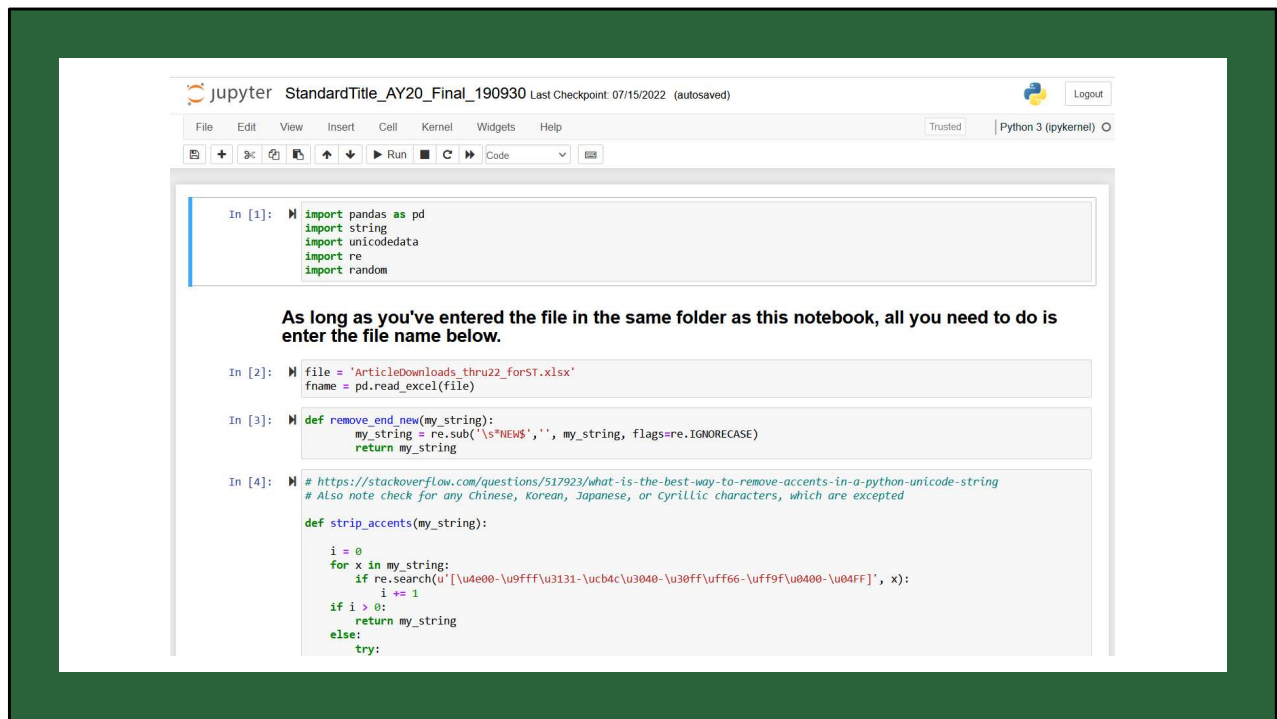 jupyter StandardTitle_AY20_Final_190930 Last Checkpoint: 07/15/2022 (autosaved) Logout
File Edit View Insert Cell Kernel Widgets Help Trusted Python 3 (ipykernel)
Run Code
In [1]: import pandas as pd
import string
import unicodedata
import re
import random
As long as you've entered the file in the same folder as this notebook, all you need to do is
enter the file name below.
In [2]: file = 'ArticleDownloads_thru22_forST.xlsx'
fname = pd.read_excel(file)
In [3]: def remove_end_new(my_string):
my_string = re.sub('\s*NEW$','', my_string, flags=re.IGNORECASE)
return my_string
In [4]: # https://stackoverflow.com/questions/517923/what-is-the-best-way-to-remove-accents-in-a-python-unicode-string
# Also note check for any Chinese, Korean, Japanese, or Cyrillic characters, which are excepted
def strip_accents(my_string):
i = 0
for x in my_string:
if re.search(u'[\u4e00-\u9fff\u3131-\ucb4c\u3040-\u30ff\uff66-\uff9f\u0400-\u04FF]', x):
i += 1
if i > 0:
return my_string
else:
try: